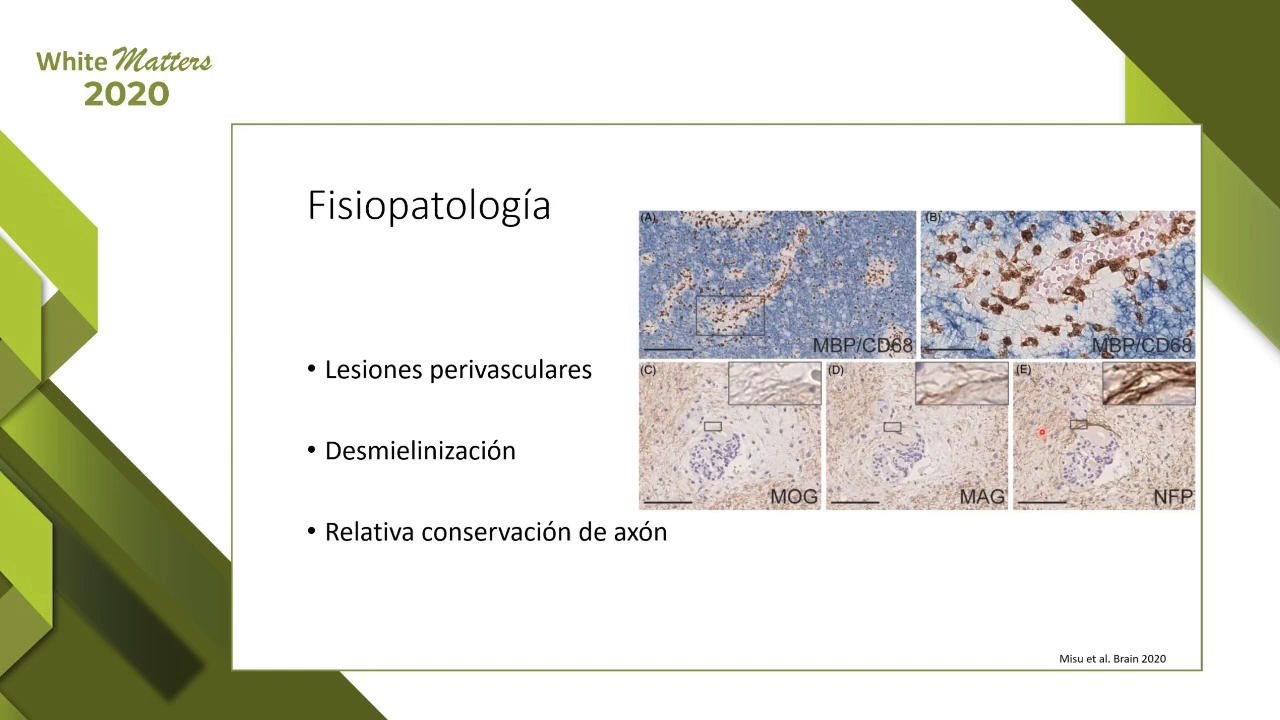 White Matters
2020
Fisiopatología
• Lesiones perivasculares
• Desmielinización
• Relativa conservación de axón
(A)
MBP/CD68
(B)
MBP/CD68
(C)
MOG
(D)
MAG
(E)
NFP
Misu et al. Brain 2020